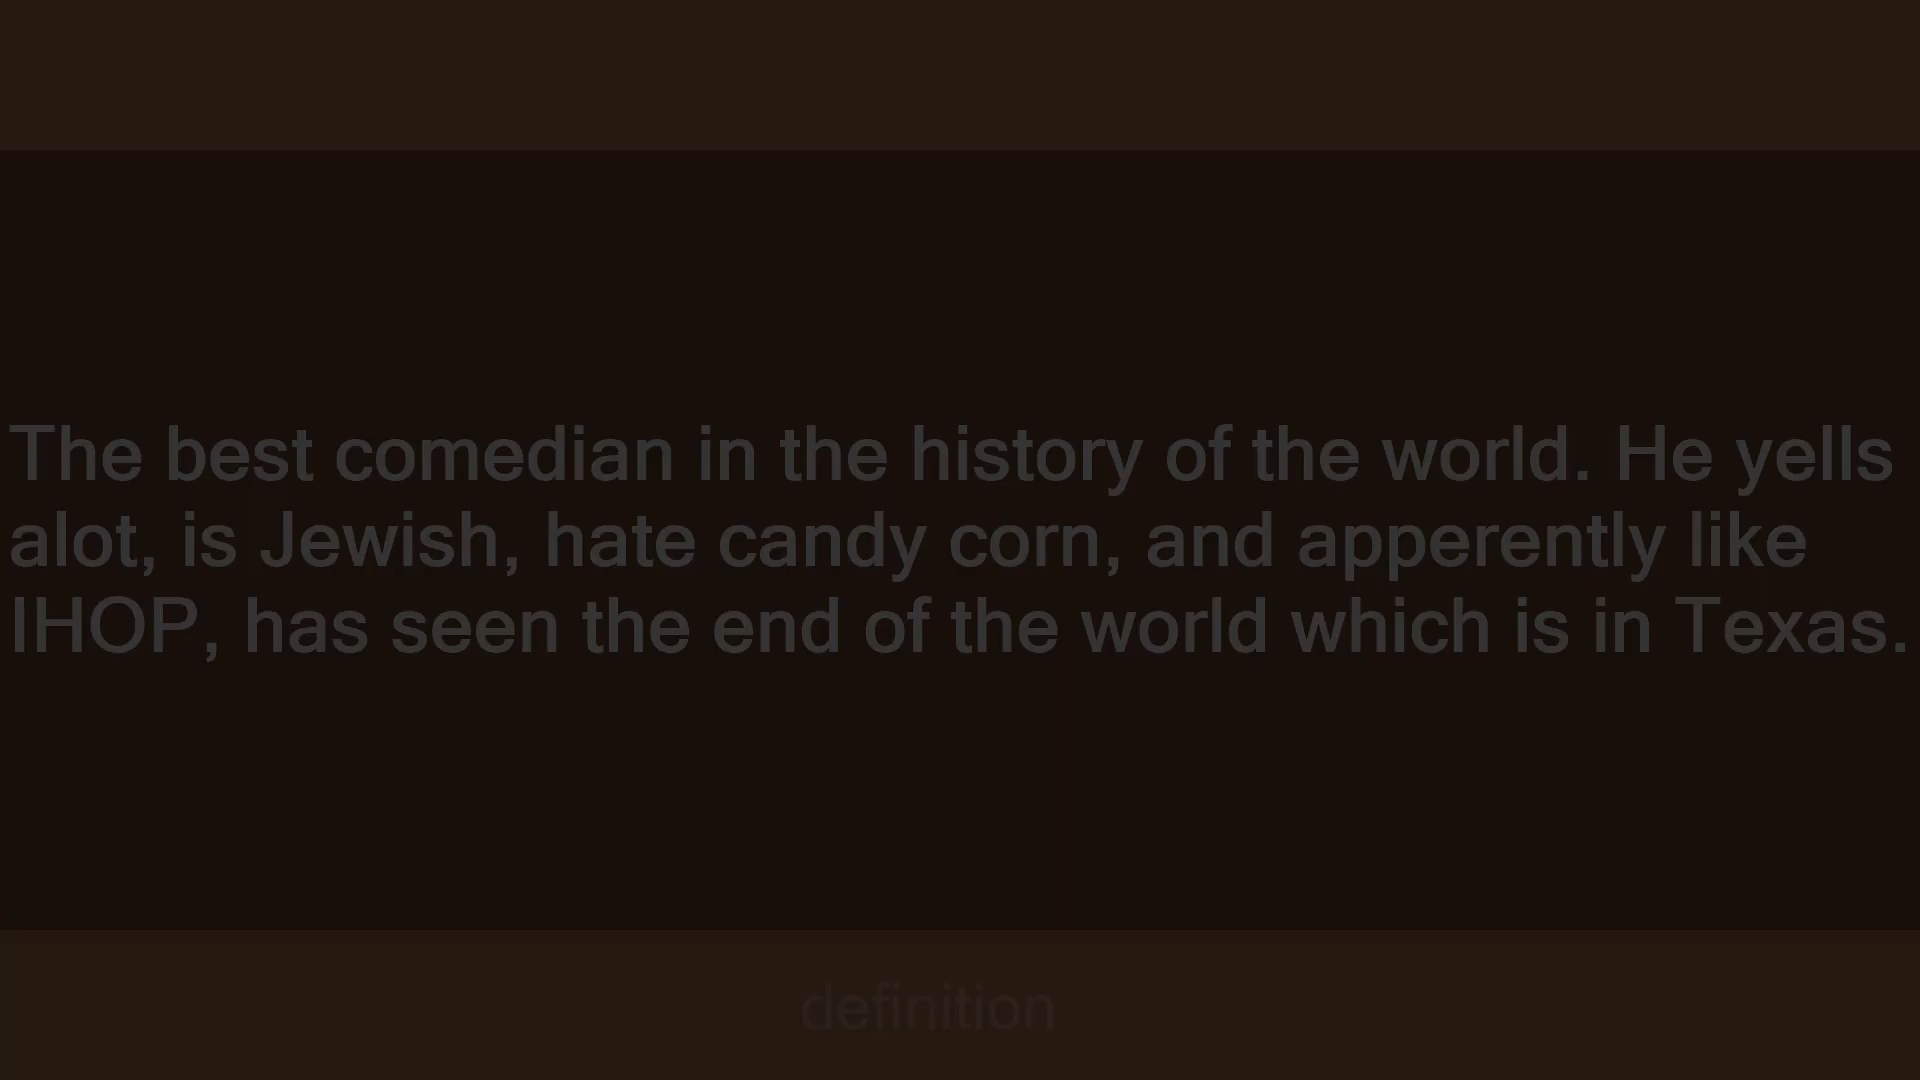 The best comedian in the history of the world. He yells
alot, is Jewish, hate candy corn, and apperently like
IHOP, has seen the end of the world which is in Texas.
definition